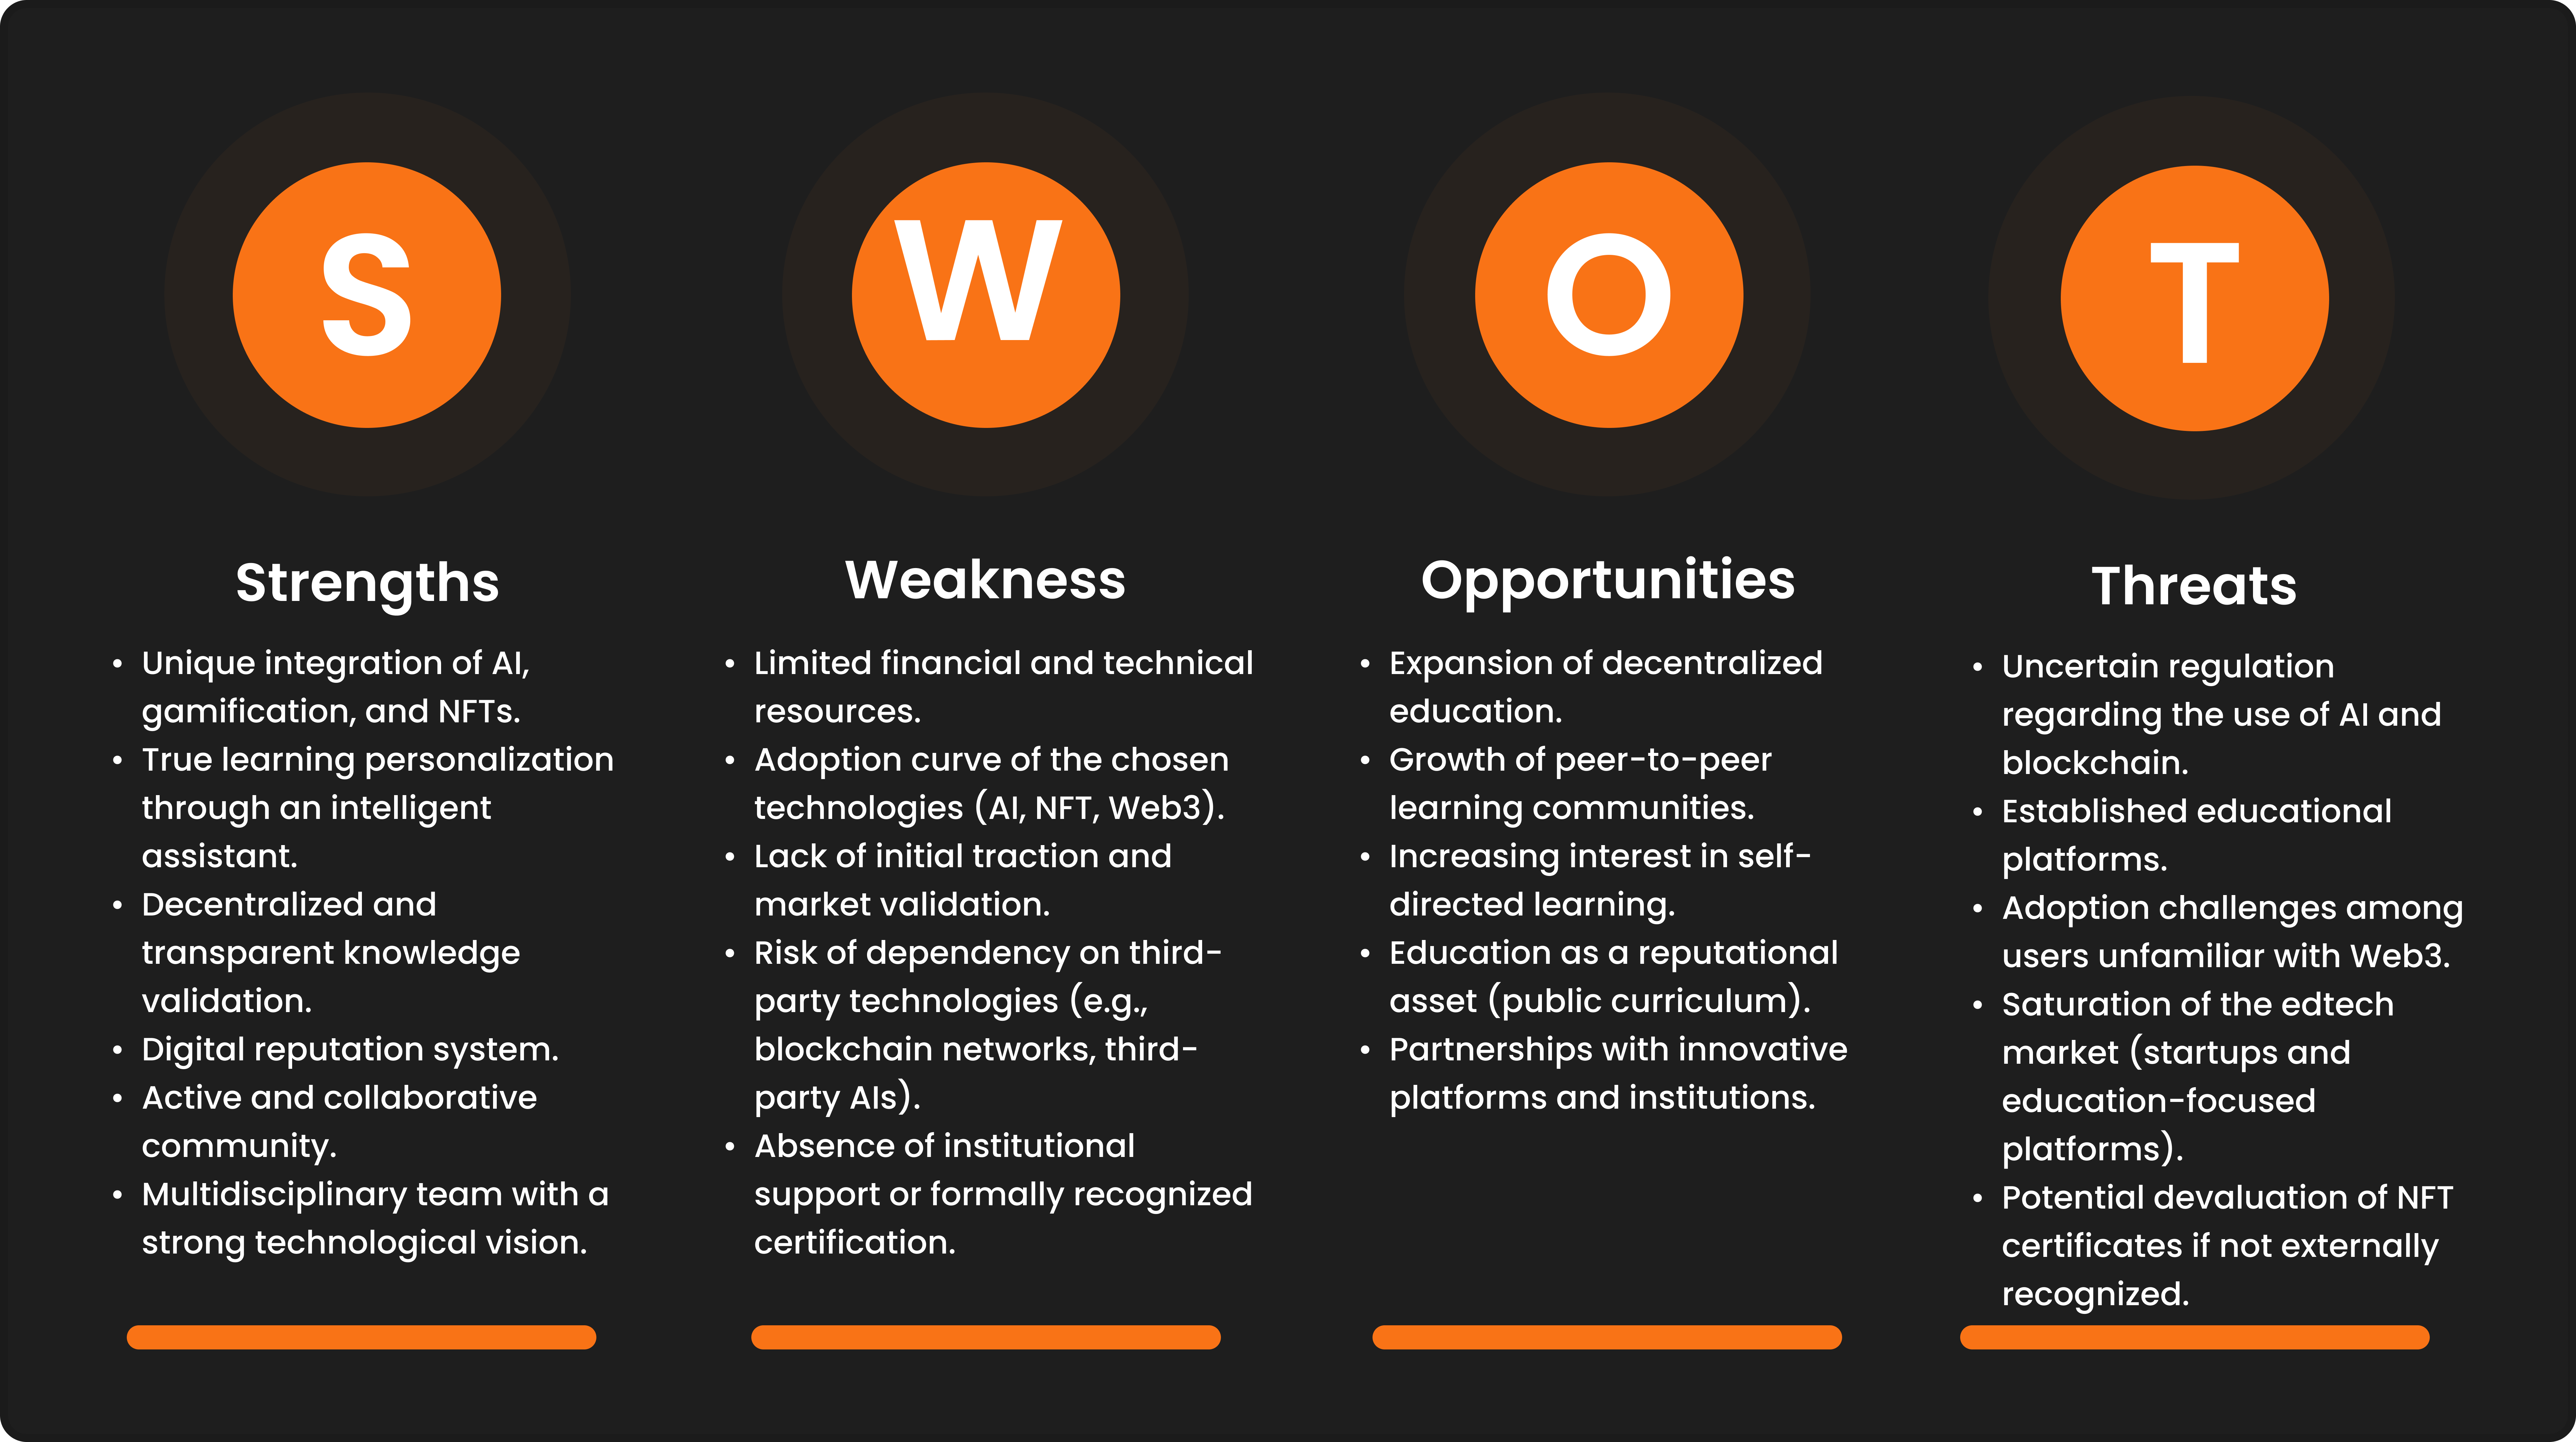 S
Strengths
• Unique integration of AI,
gamification, and NFTs.
• True learning personalization
through an intelligent
assistant.
• Decentralized and
transparent knowledge
validation.
• Digital reputation system.
• Active and collaborative
community.
• Multidisciplinary team with a
strong technological vision.
W
Weakness
• Limited financial and technical
resources.
• Adoption curve of the chosen
technologies (AI, NFT, Web3).
• Lack of initial traction and
market validation.
• Risk of dependency on third-
party technologies (e.g.,
blockchain networks, third-
party AIs).
• Absence of institutional
support or formally recognized
certification.
O
Opportunities
• Expansion of decentralized
education.
• Growth of peer-to-peer
learning communities.
• Increasing interest in self-
directed learning.
• Education as a reputational
asset (public curriculum).
• Partnerships with innovative
platforms and institutions.
T
Threats
• Uncertain regulation
regarding the use of AI and
blockchain.
• Established educational
platforms.
• Adoption challenges among
users unfamiliar with Web3.
• Saturation of the edtech
market (startups and
education-focused
platforms).
• Potential devaluation of NFT
certificates if not externally
recognized.